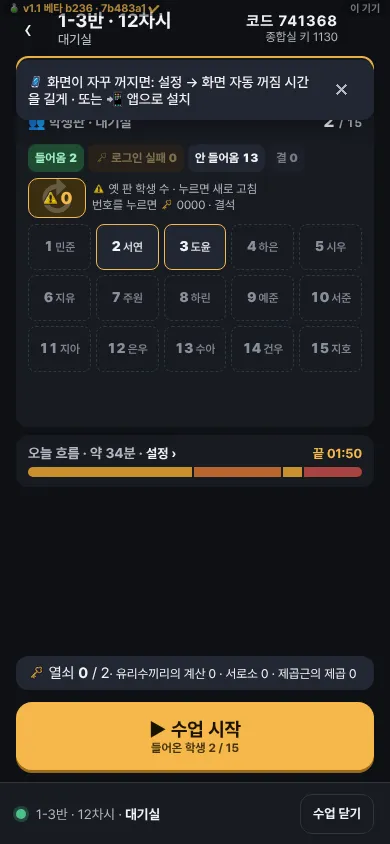 v1.1 베타 b236 · 7b483a1 ✔ 이 기기
‹ 1-3반 · 12차시 코드 741368
대기실 종합실 키 1130
화면이 자꾸 꺼지면: 설정 → 화면 자동 꺼짐 시간
을 길게 · 또는 📲 앱으로 설치 ✕
👥 학생판 · 대기실 2 / 15
들어옴 2 🗝 로그인 실패 0 안 들어옴 13 결 0
⚠ 0 ⚠ 옛 판 학생 수 · 누르면 새로 고침
번호를 누르면 🗝 0000 · 결석
1 민준 2 서연 3 도윤 4 하은 5 시우
6 지유 7 주원 8 하린 9 예준 10 서준
11 지아 12 은우 13 수아 14 건우 15 지호
오늘 흐름 · 약 34분 · 설정 › 끝 01:50
🗝 열쇠 0 / 2 · 유리수끼리의 계산 0 · 서로소 0 · 제곱근의 제곱 0
▶ 수업 시작
들어온 학생 2 / 15
1-3반 · 12차시 · 대기실 수업 닫기